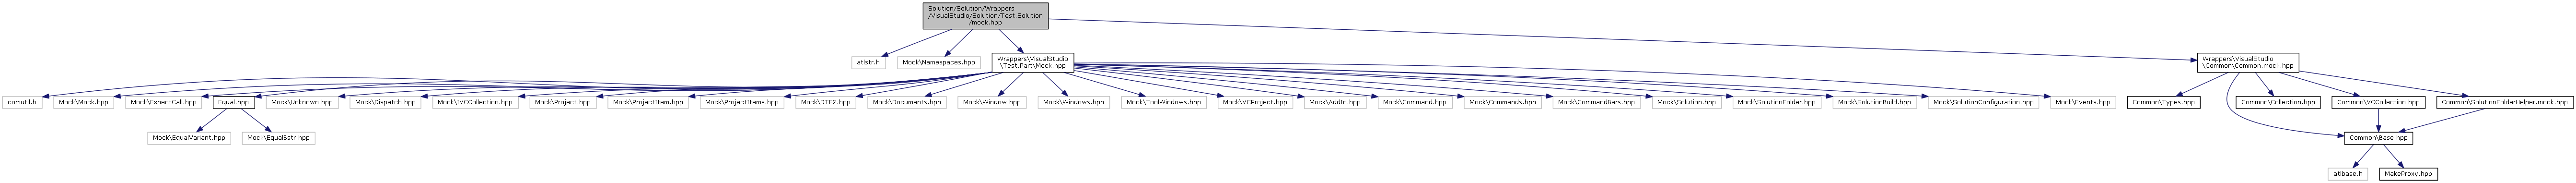 Solution/Solution/Wrappers
/VisualStudio/Solution/Test.Solution
/mock.hpp
atlstr.h
Mock\Namespaces.hpp
Wrappers\VisualStudio
\Test.Part\Mock.hpp
Wrappers\VisualStudio
\Common\Common.mock.hpp
comutil.h
Mock\Mock.hpp
Mock\ExpectCall.hpp
Equal.hpp
Mock\Unknown.hpp
Mock\Dispatch.hpp
Mock\IVCCollection.hpp
Mock\Project.hpp
Mock\ProjectItem.hpp
Mock\ProjectItems.hpp
Mock\DTE2.hpp
Mock\Documents.hpp
Mock\Window.hpp
Mock\Windows.hpp
Mock\ToolWindows.hpp
Mock\VCProject.hpp
Mock\AddIn.hpp
Mock\Command.hpp
Mock\Commands.hpp
Mock\CommandBars.hpp
Mock\Solution.hpp
Mock\SolutionFolder.hpp
Mock\SolutionBuild.hpp
Mock\SolutionConfiguration.hpp
Mock\Events.hpp
Common\Types.hpp
Common\Collection.hpp
Common\VCCollection.hpp
Common\SolutionFolderHelper.mock.hpp
Mock\EqualVariant.hpp
Mock\EqualBstr.hpp
Common\Base.hpp
atlbase.h
MakeProxy.hpp